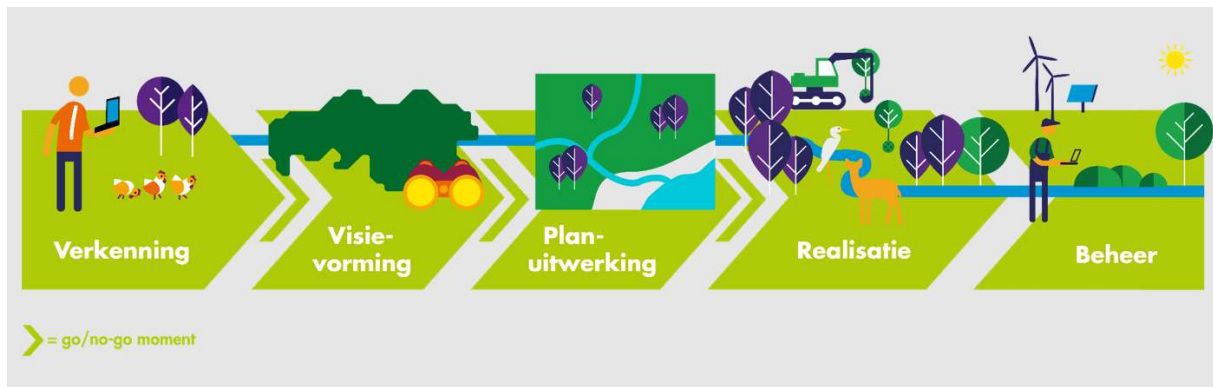 Verkenning
Visie-
vorming
Plan-
uitwerking
Realisatie
Beheer
= go/no-go moment